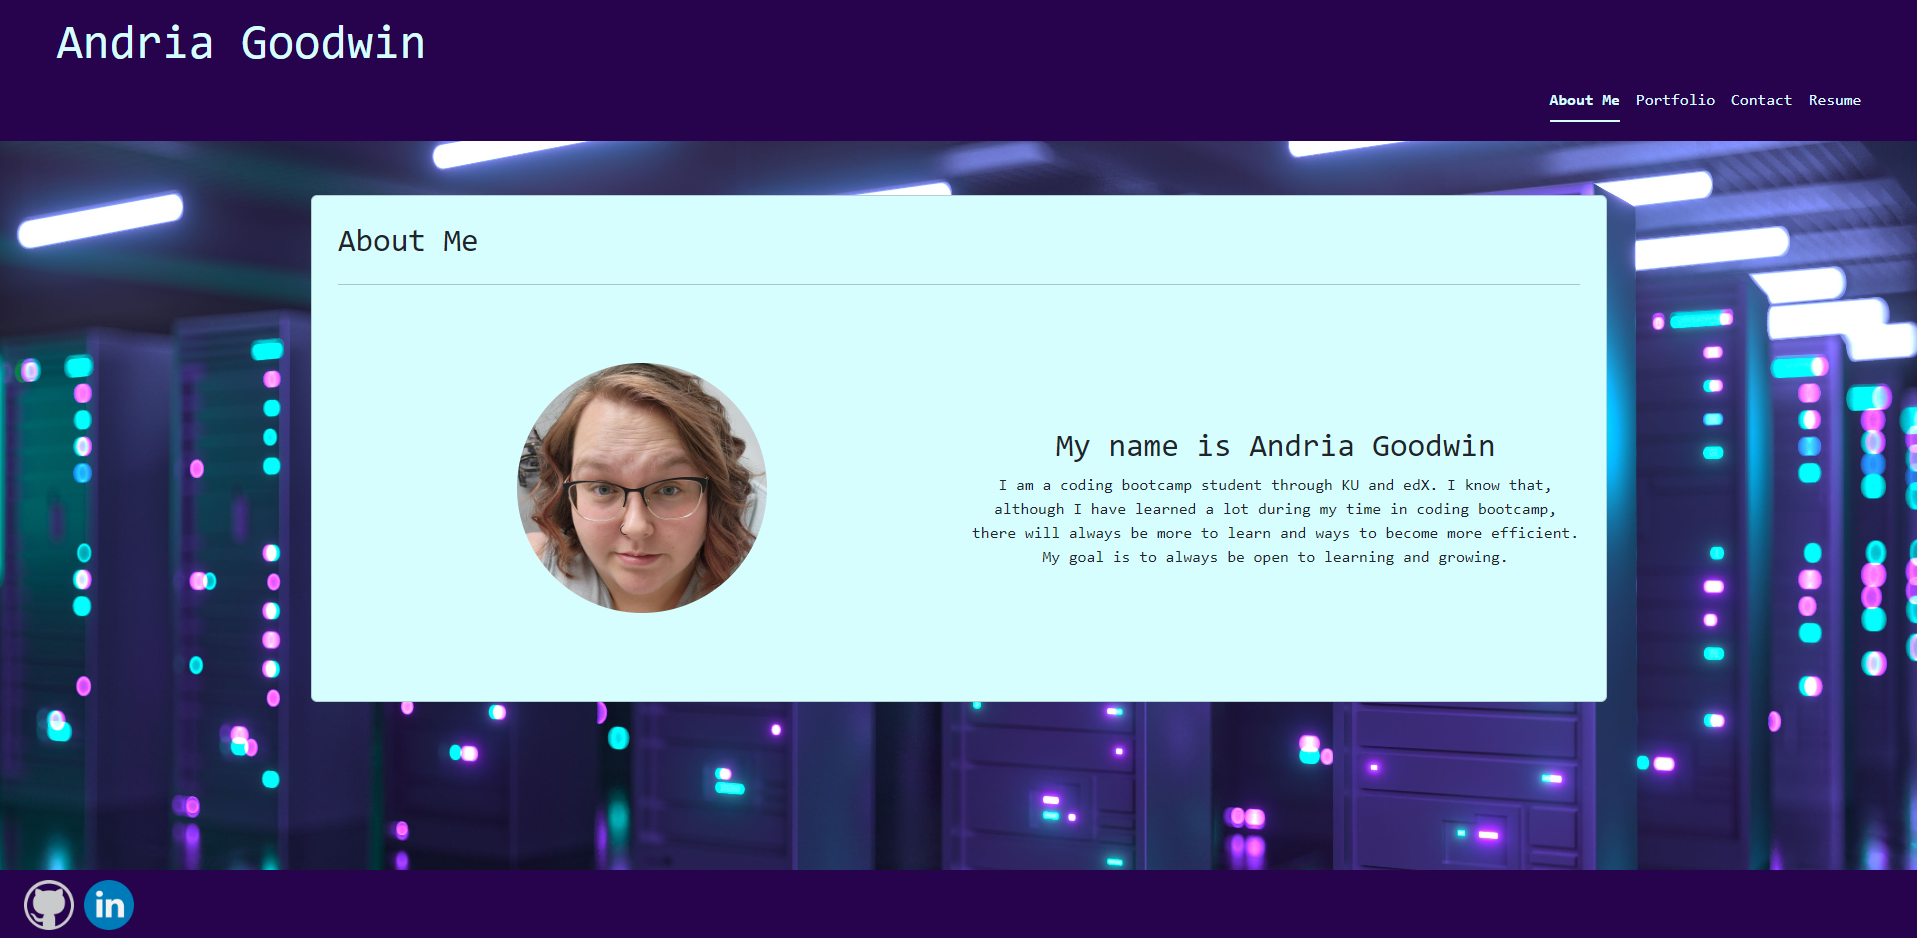 Andria Goodwin
About Me Portfolio Contact Resume
About Me
My name is Andria Goodwin
I am a coding bootcamp student through KU and edX. I know that,
although I have learned a lot during my time in coding bootcamp,
there will always be more to learn and ways to become more efficient.
My goal is to always be open to learning and growing.
in